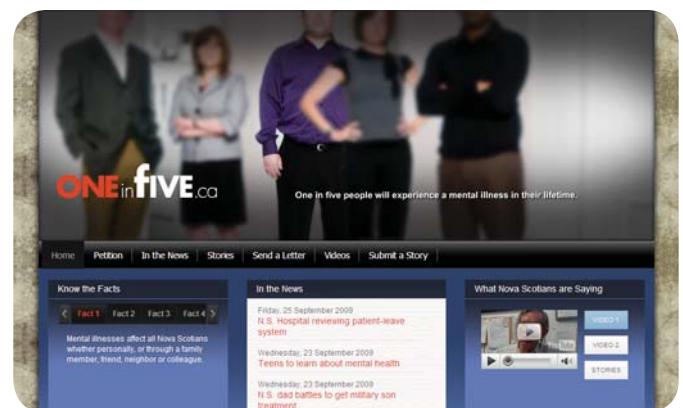 ONEinfIVE.ca
One in five people will experience a mental illness in their lifetime.
Home Petition In the News Stories Send a Letter Videos Submit a Story
Know the Facts
Fact 1 Fact 2 Fact 3 Fact 4
Mental illnesses affect all Nova Scotians
whether personally, or through a family
member, friend, neighbor or colleague.
In the News
Friday, 25 September 2009
N.S. Hospital reviewing patient-leave
system
Wednesday, 23 September 2009
Teens to learn about mental health
Wednesday, 23 September 2009
N.S. dad battles to get military son
treatment
What Nova Scotians are Saying
VIDEO 1
VIDEO 2
STORIES